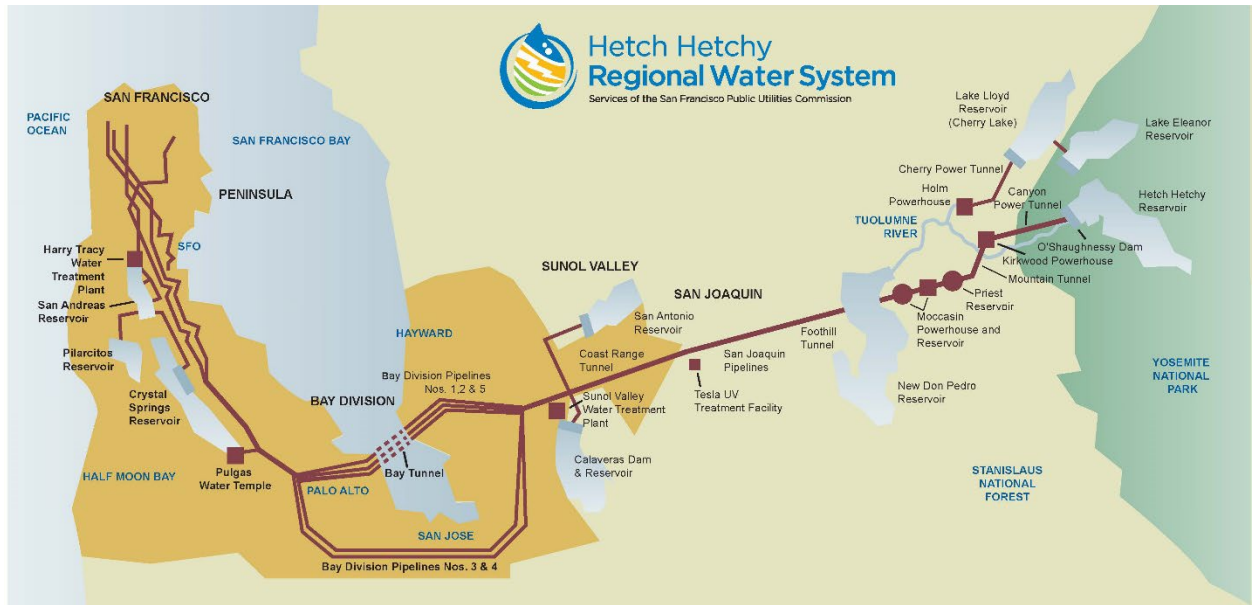 Hetch Hetchy
Regional Water System
Services of the San Francisco Public Utilities Commission
SAN FRANCISCO
PACIFIC
OCEAN
SAN FRANCISCO BAY
PENINSULA
SFO
Harry Tracy
Water
Treatment
Plant
San Andreas
Reservoir
Pilarcitos
Reservoir
Crystal
Springs
Reservoir
HALF MOON BAY
Pulgas
Water Temple
PALO ALTO
BAY DIVISION
Bay Division Pipelines
Nos. 1,2 & 5
Bay Tunnel
SAN JOSE
Bay Division Pipelines Nos. 3 & 4
HAYWARD
SUNOL VALLEY
San Antonio
Reservoir
Coast Range
Tunnel
Sunol Valley
Water Treatment
Plant
Calaveras Dam
& Reservoir
SAN JOAQUIN
San Joaquin
Pipelines
Tesla UV
Treatment Facility
Foothill
Tunnel
New Don Pedro
Reservoir
Moccasin
Powerhouse and
Reservoir
Priest
Reservoir
Mountain Tunnel
Kirkwood Powerhouse
O'Shaughnessy Dam
TUOLUMNE
RIVER
Holm
Powerhouse
Cherry Power Tunnel
Canyon
Power Tunnel
Lake Lloyd
Reservoir
(Cherry Lake)
Lake Eleanor
Reservoir
Hetch Hetchy
Reservoir
YOSEMITE
NATIONAL
PARK
STANISLAUS
NATIONAL
FOREST